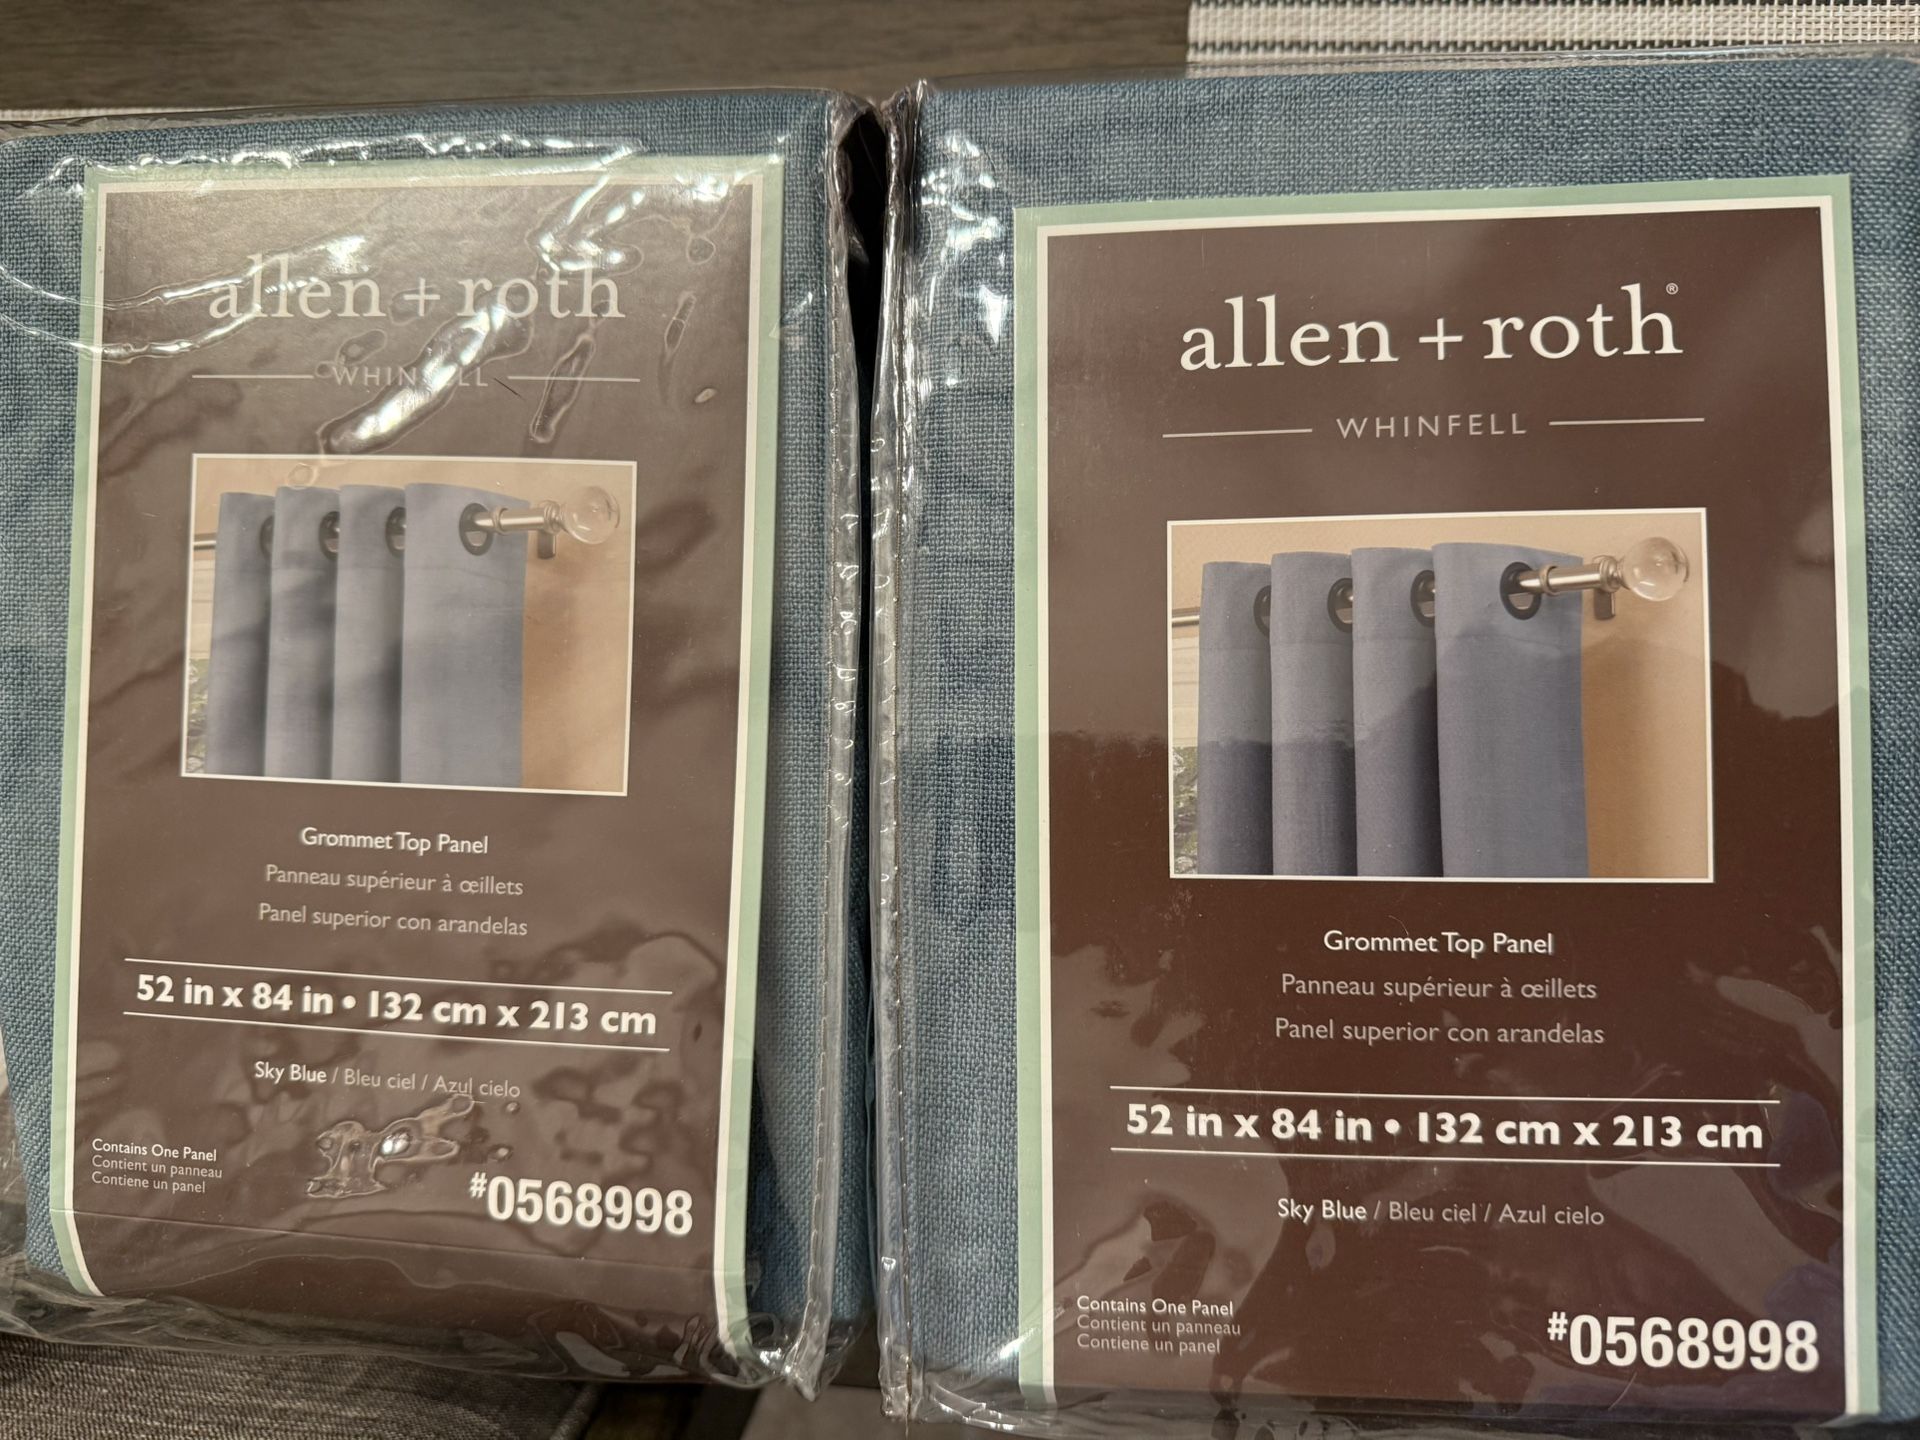 allen + roth
WHINFELL
Grommet Top Panel
Panneau supérieur à œillets
Panel superior con arandelas
52 in x 84 in • 132 cm x 213 cm
Sky Blue / Bleu ciel / Azul cielo
Contains One Panel
Contient un panneau
Contiene un panel
#0568998
allen + roth®
WHINFELL
Grommet Top Panel
Panneau supérieur à œillets
Panel superior con arandelas
52 in x 84 in • 132 cm x 213 cm
Sky Blue / Bleu ciel / Azul cielo
Contains One Panel
Contient un panneau
Contiene un panel
#0568998